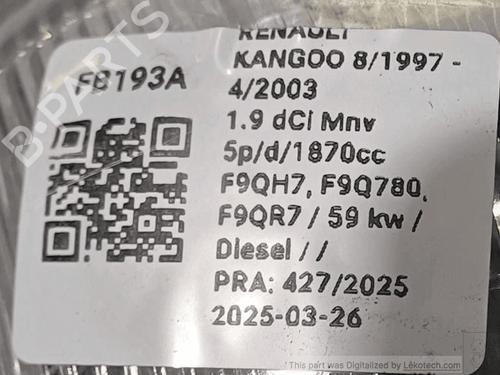 RENAULT
F8193A
KANGOO 8/1997 -
4/2003
1.9 dCi Mnv
5p/d/1870cc
F9QH7, F9Q780,
F9QR7 / 59 kw /
Diesel / /
PRA: 427/2025
2025-03-26
B-PARTS
This part was Digitalized by Lékotech.com